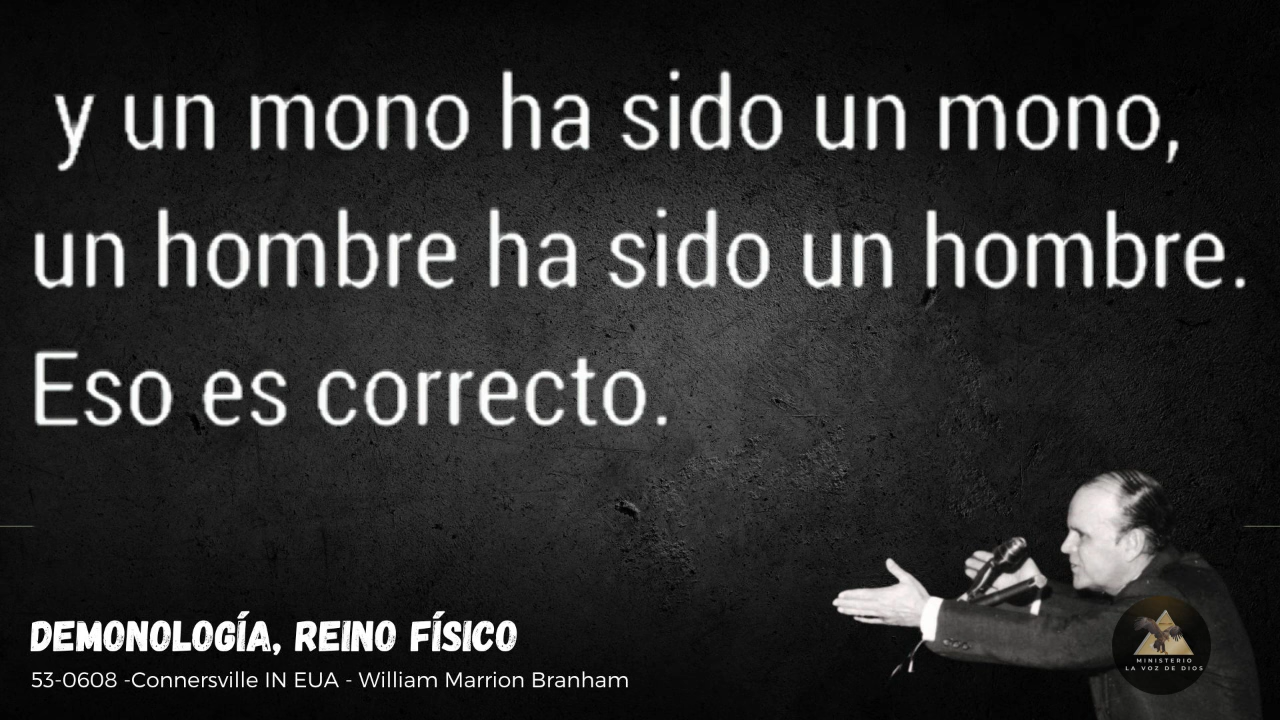 y un mono ha sido un mono,
un hombre ha sido un hombre.
Eso es correcto.
DEMONOLOGÍA, REINO FÍSICO
53-0608 -Connersville IN EUA - William Marrion Branham
MINISTERIO
LA VOZ DE DIOS